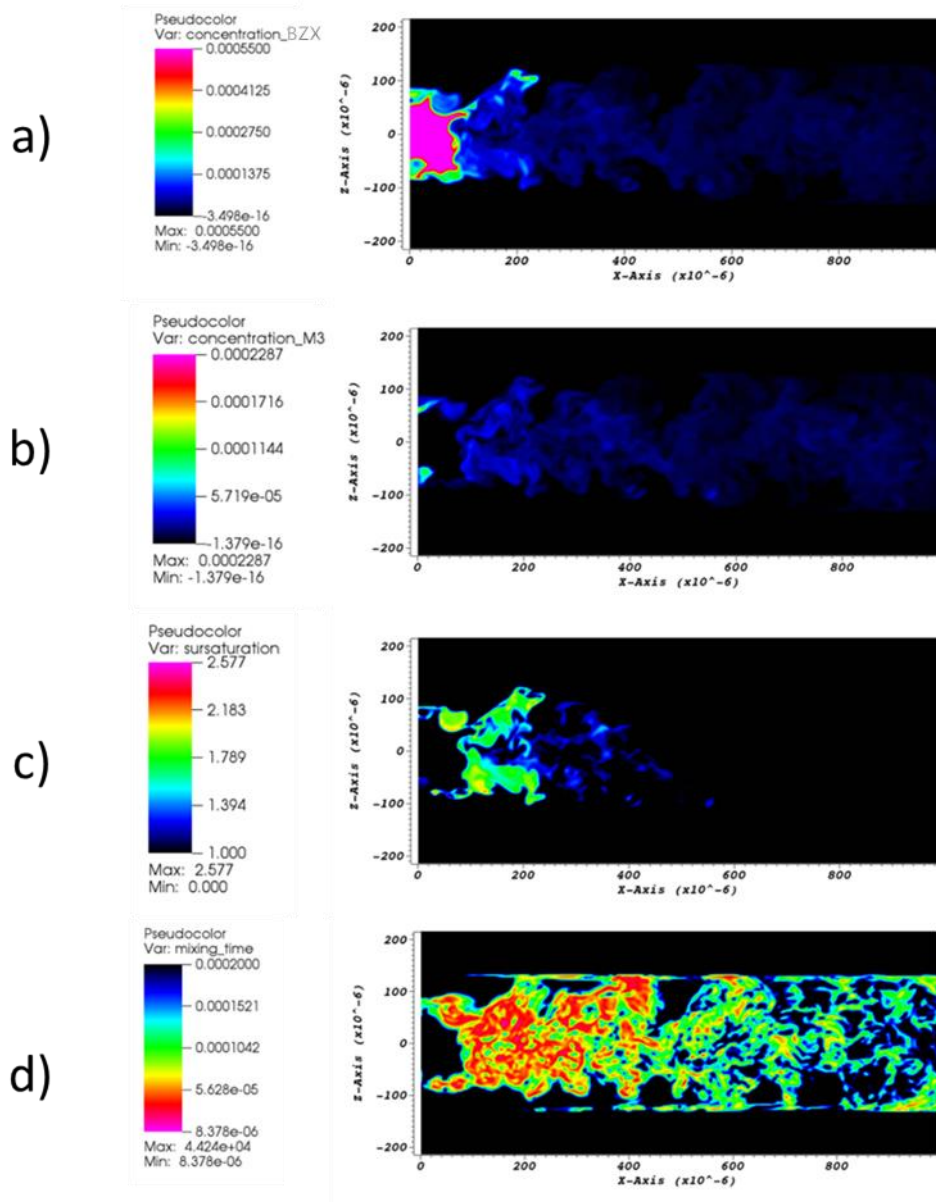 a)
Pseudocolor
Var: concentration_BZX
0.0005500
0.0004125
0.0002750
0.0001375
-3.498e-16
Max: 0.0005500
Min: -3.498e-16
Z-Axis (x10^-6)
200
100
0
-100
-200
0 200 400 600 800
X-Axis (x10^-6)
b)
Pseudocolor
Var: concentration_M3
0.0002287
0.0001716
0.0001144
5.719e-05
-1.379e-16
Max: 0.0002287
Min: -1.379e-16
Z-Axis (x10^-6)
200
100
0
-100
-200
0 200 400 600 800
X-Axis (x10^-6)
c)
Pseudocolor
Var: sursaturation
2.577
2.183
1.789
1.394
1.000
Max: 2.577
Min: 0.000
Z-Axis (x10^-6)
200
100
0
-100
-200
0 200 400 600 800
X-Axis (x10^-6)
d)
Pseudocolor
Var: mixing_time
0.0002000
0.0001521
0.0001042
5.628e-05
8.378e-06
Max: 4.424e+04
Min: 8.378e-06
Z-Axis (x10^-6)
200
100
0
-100
-200
0 200 400 600 800
X-Axis (x10^-6)